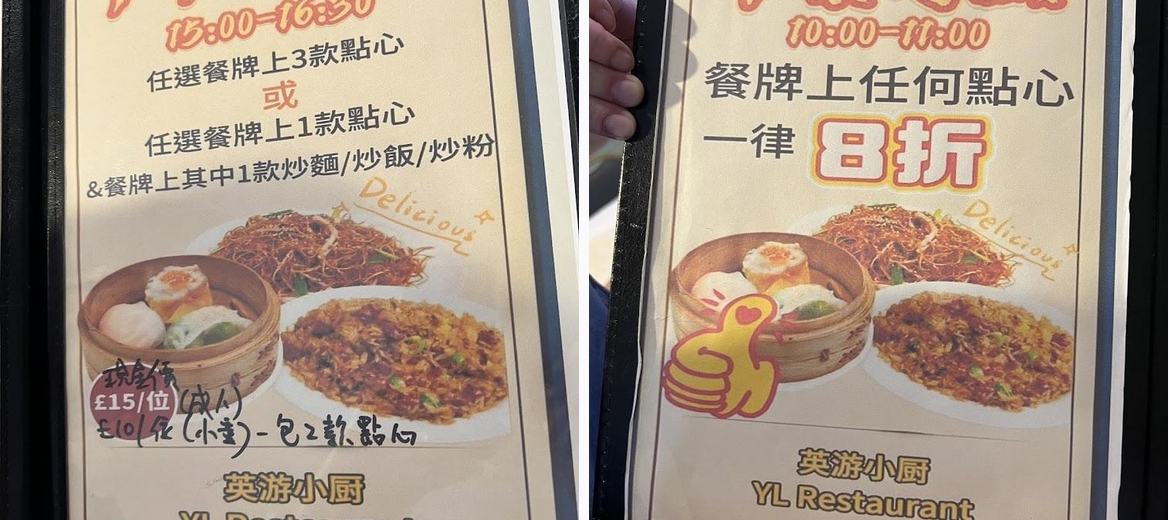 15:00-16:30
任選餐牌上3款點心
或
任選餐牌上1款點心
&餐牌上其中1款炒麵/炒飯/炒粉
Delicious
現金價
£15/位 (成人)
£10/位 (小童) - 包2款點心
英游小厨
YL Restaurant
10:00-11:00
餐牌上任何點心
一律 8折
Delicious
英游小厨
YL Restaurant